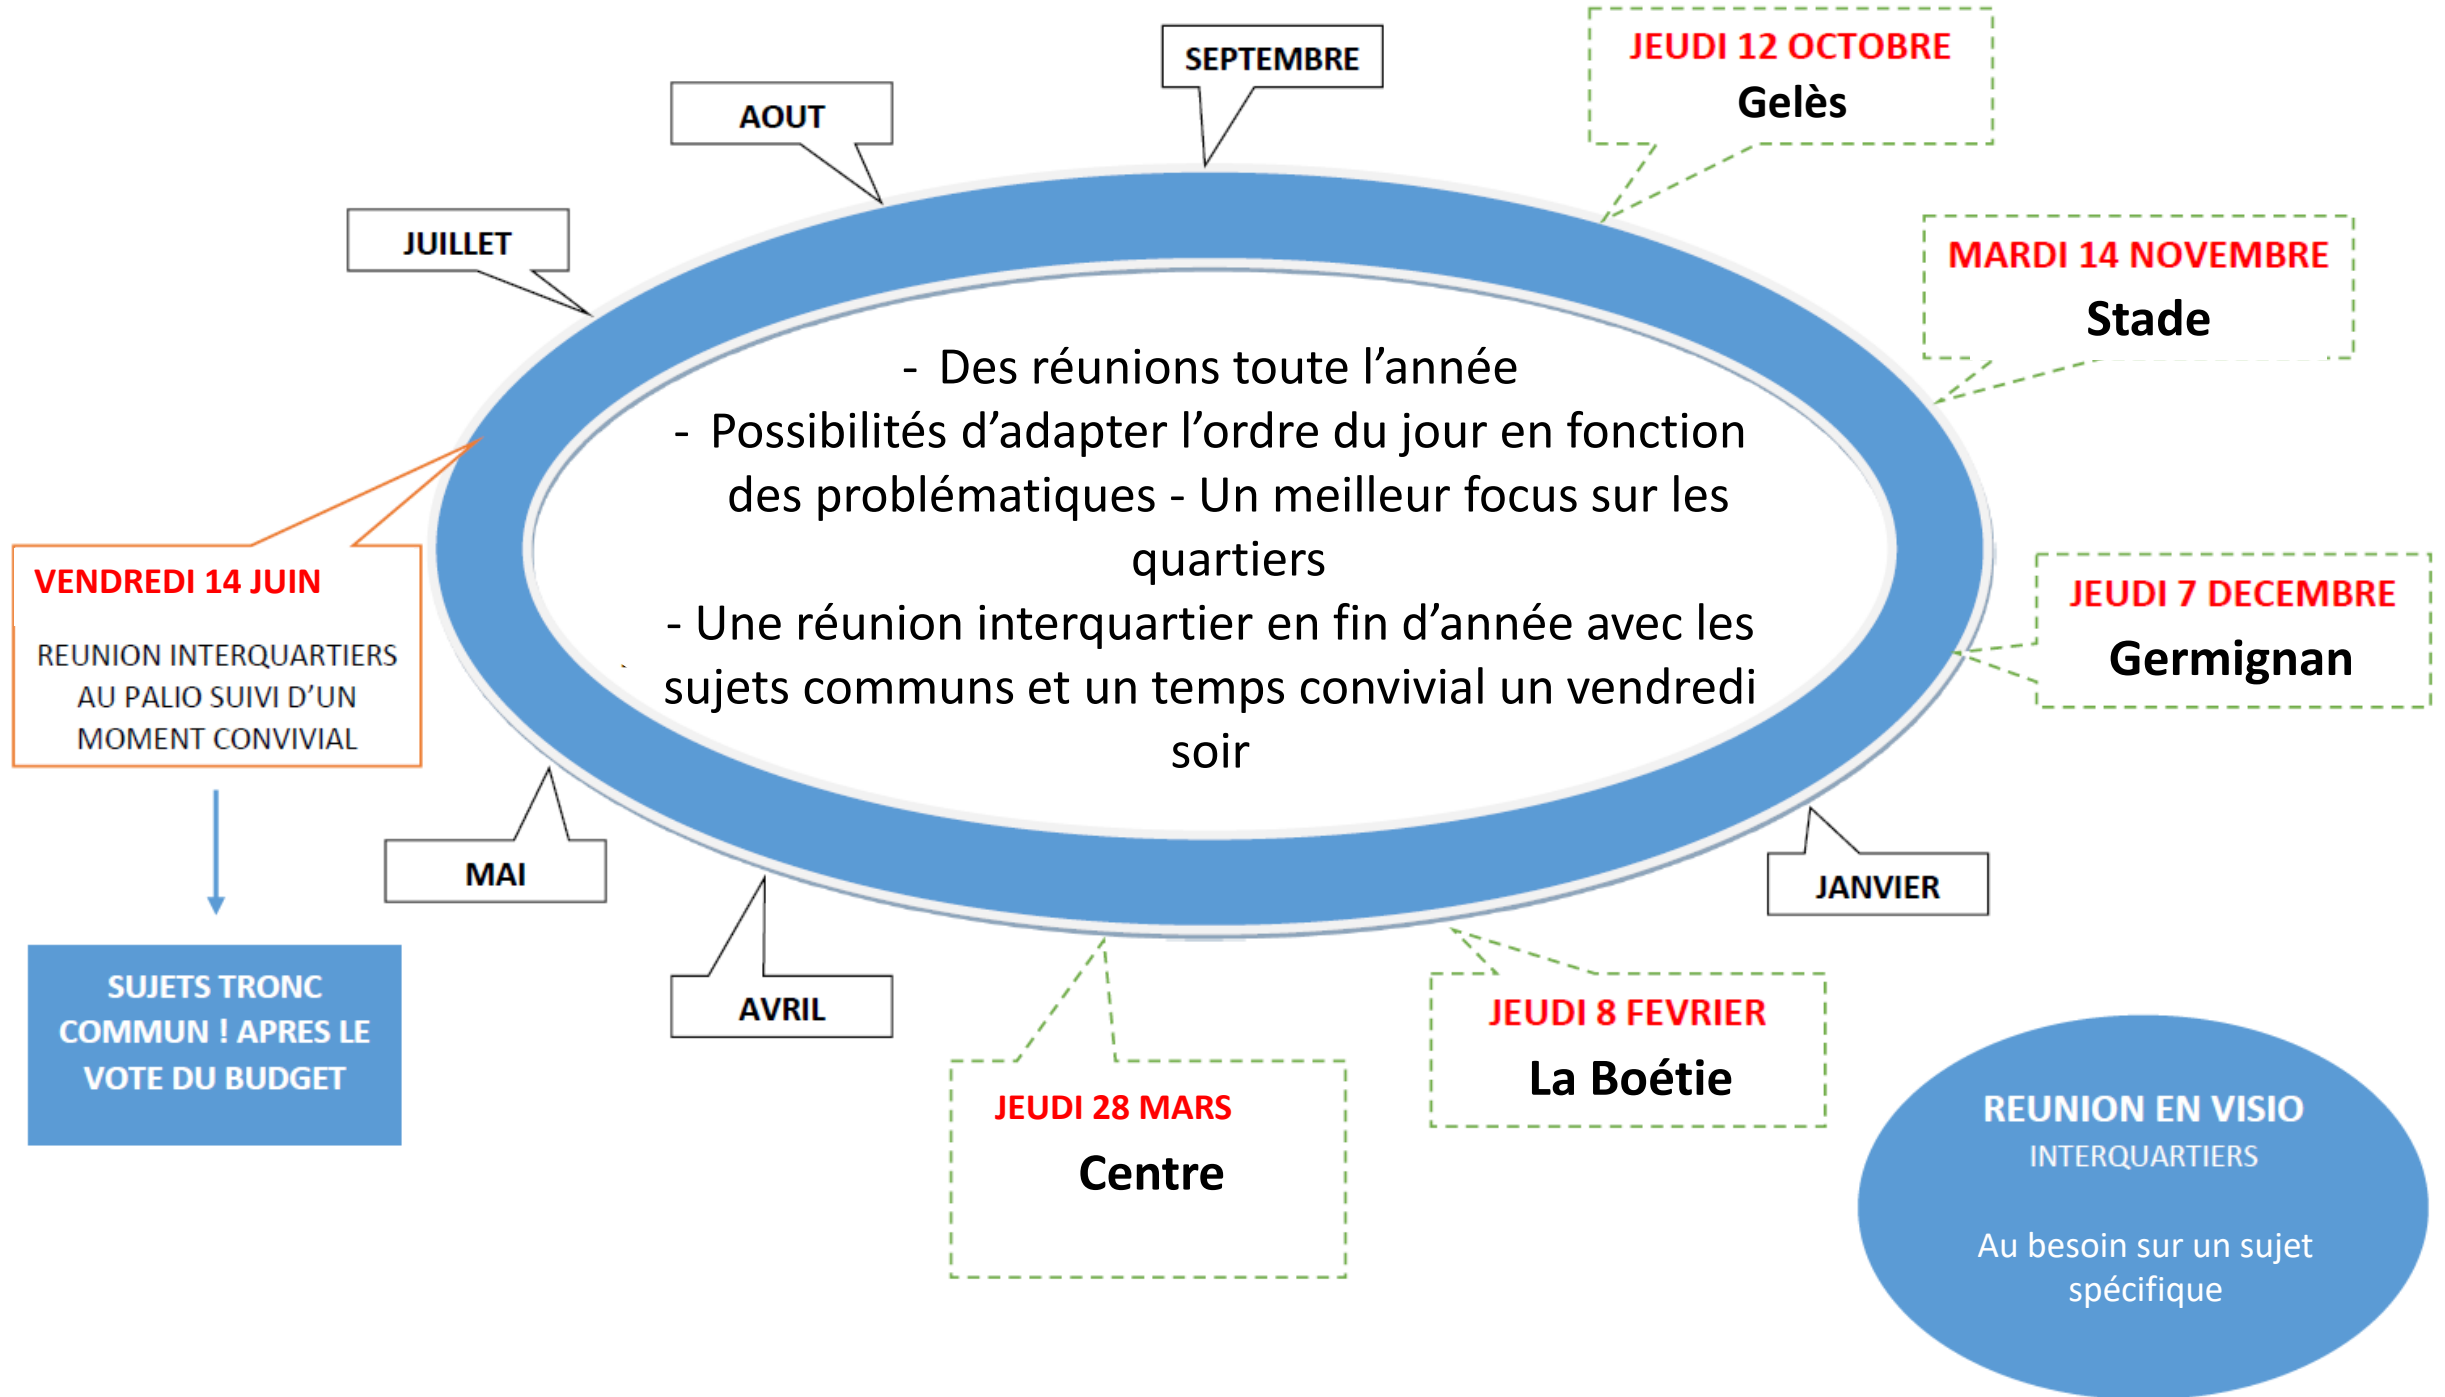 SEPTEMBRE
JEUDI 12 OCTOBRE
Gelès
AOUT
JUILLET
MARDI 14 NOVEMBRE
Stade
- Des réunions toute l’année
- Possibilités d’adapter l’ordre du jour en fonction
des problématiques - Un meilleur focus sur les
quartiers
- Une réunion interquartier en fin d’année avec les
sujets communs et un temps convivial un vendredi
soir
VENDREDI 14 JUIN
REUNION INTERQUARTIERS
AU PALIO SUIVI D’UN
MOMENT CONVIVIAL
JEUDI 7 DECEMBRE
Germignan
MAI
JANVIER
AVRIL
SUJETS TRONC
COMMUN ! APRES LE
VOTE DU BUDGET
JEUDI 28 MARS
Centre
JEUDI 8 FEVRIER
La Boétie
REUNION EN VISIO
INTERQUARTIERS
Au besoin sur un sujet
spécifique